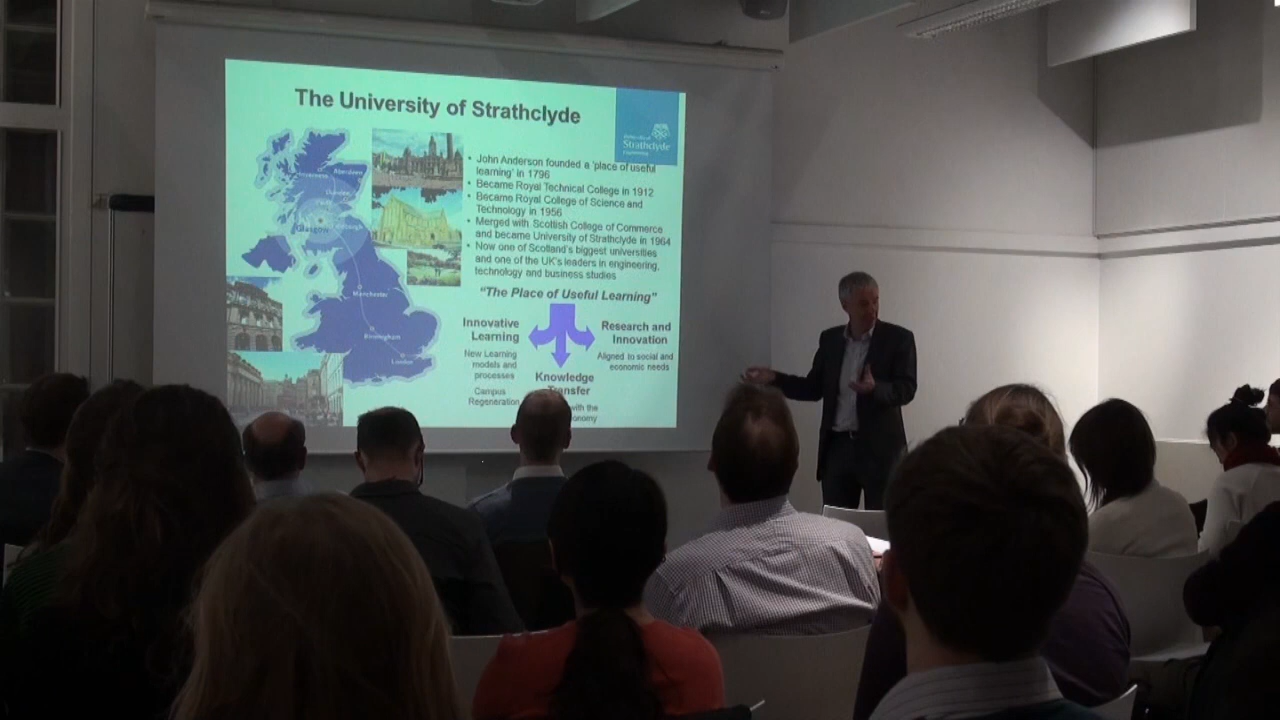 The University of Strathclyde
University of
Strathclyde
Engineering
• John Anderson founded a 'place of useful
learning' in 1796
• Became Royal Technical College in 1912
• Became Royal College of Science and
Technology in 1956
• Merged with Scottish College of Commerce
and became University of Strathclyde in 1964
• Now one of Scotland's biggest universities
and one of the UK's leaders in engineering,
technology and business studies
Aberdeen
Dundee
Glasgow
Manchester
Birmingham
London
"The Place of Useful Learning"
Innovative
Learning
New Learning
models and
processes
Campus
Regeneration
Knowledge
Transfer
with the
Research and
Innovation
Aligned to social and
economic needs